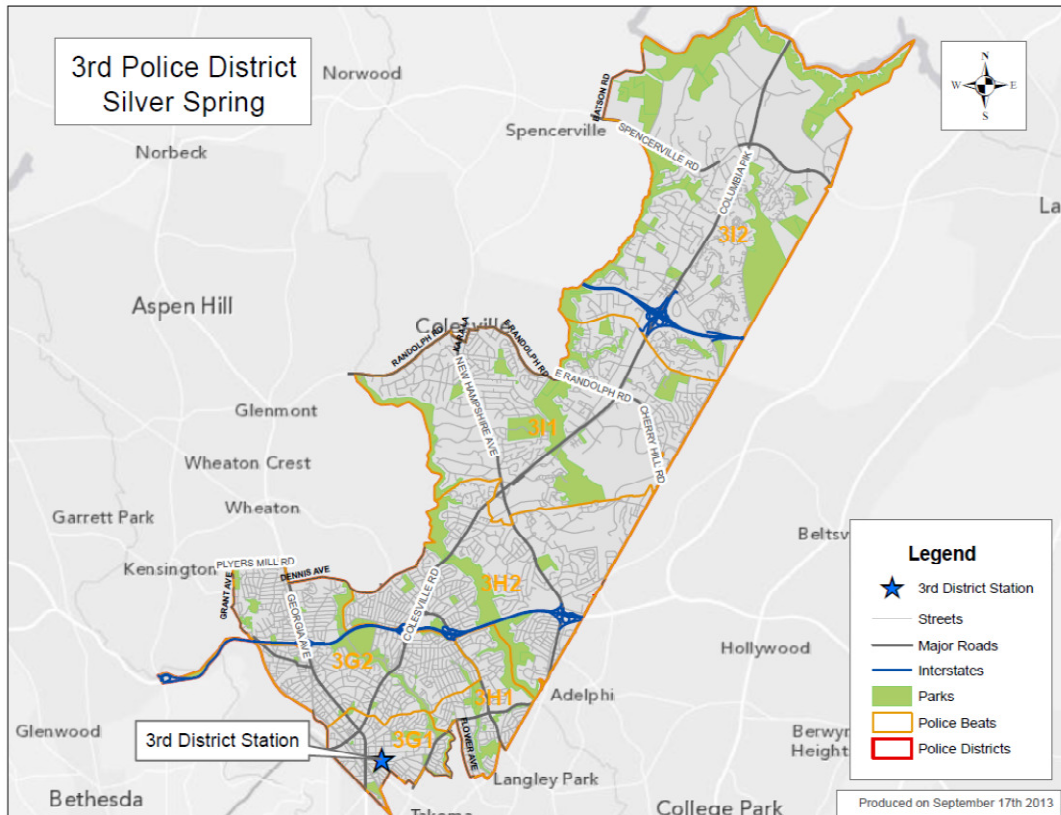 3rd Police District
Silver Spring
Norwood
Norbeck
Spencerville
BATSON RD
SPENCERVILLE RD
COLUMBIA PIK
N
W
E
S
La
3I2
Aspen Hill
Colesville
RANDOLPH RD
E RANDOLPH RD
NEW HAMPSHIRE AVE
E RANDOLPH RD
CHERRY HILL RD
3I1
Glenmont
Wheaton Crest
Wheaton
Garrett Park
Kensington
PLYERS MILL RD
DENNIS AVE
GRANT AVE
GEORGIA AVE
COLESVILLE RD
3H2
3G2
3H1
3G1
FLOWER AVE
Beltsv
Hollywood
Adelphi
Glenwood
3rd District Station
Langley Park
Berwyn
Height
Bethesda
Takoma
College Park
Legend
3rd District Station
Streets
Major Roads
Interstates
Parks
Police Beats
Police Districts
Produced on September 17th 2013